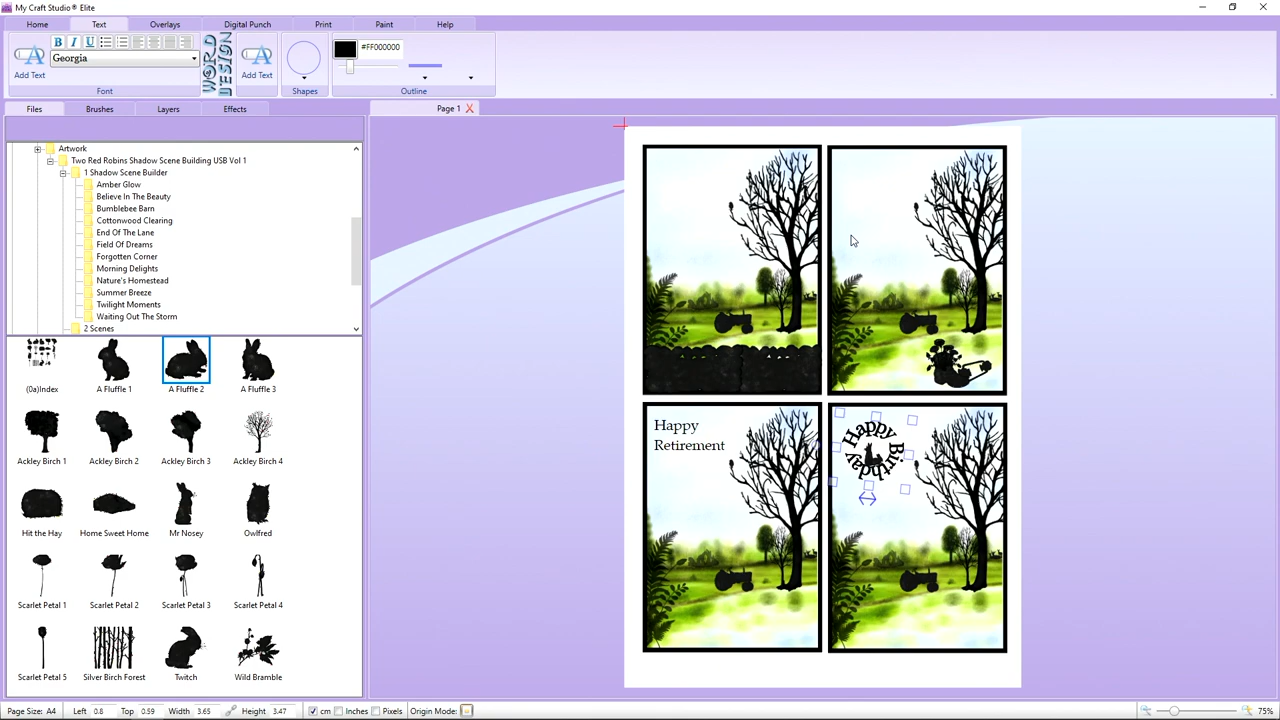 My Craft Studio® Elite
Home Text Overlays Digital Punch Print Paint Help
B I U
Georgia
Add Text
Font
WORD DESIGN
Add Text
Shapes
#FF000000
Outline
Files Brushes Layers Effects
Page 1 X
Artwork
Two Red Robins Shadow Scene Building USB Vol 1
1 Shadow Scene Builder
Amber Glow
Believe In The Beauty
Bumblebee Barn
Cottonwood Clearing
End Of The Lane
Field Of Dreams
Forgotten Corner
Morning Delights
Nature's Homestead
Summer Breeze
Twilight Moments
Waiting Out The Storm
2 Scenes
(0a)Index A Fluffle 1 A Fluffle 2 A Fluffle 3
Ackley Birch 1 Ackley Birch 2 Ackley Birch 3 Ackley Birch 4
Hit the Hay Home Sweet Home Mr Nosey Owlfred
Scarlet Petal 1 Scarlet Petal 2 Scarlet Petal 3 Scarlet Petal 4
Scarlet Petal 5 Silver Birch Forest Twitch Wild Bramble
Happy
Retirement
Happy Birthday
Page Size: A4 Left 0.8 Top 0.59 Width 3.65 Height 3.47 cm Inches Pixels Origin Mode: 75%